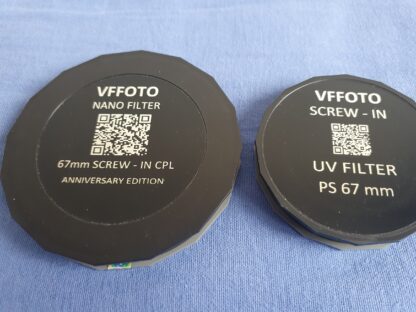 VFFOTO
NANO FILTER
67mm SCREW - IN CPL
ANNIVERSARY EDITION
VFFOTO
SCREW - IN
UV FILTER
PS 67 mm